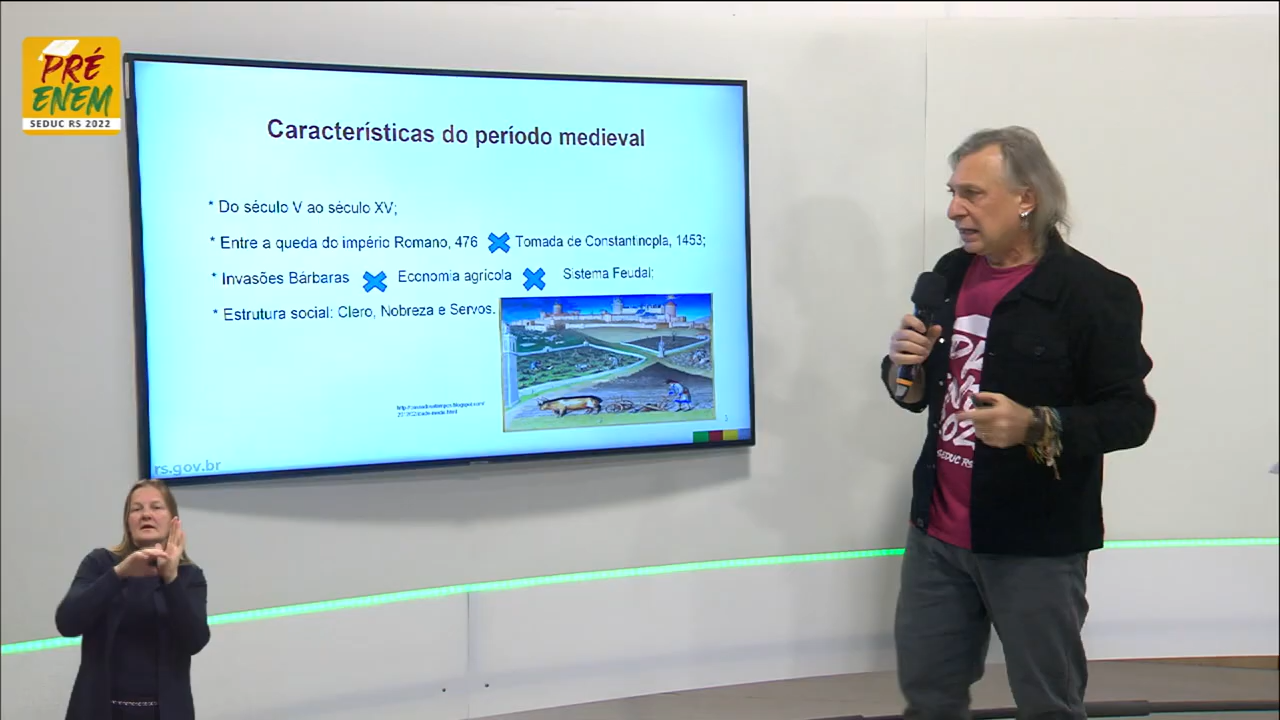 PRÉ
ENEM
SEDUC RS 2022
Características do período medieval
* Do século V ao século XV;
* Entre a queda do império Romano, 476 Tomada de Constantinopla, 1453;
* Invasões Bárbaras Economia agrícola Sistema Feudal;
* Estrutura social: Clero, Nobreza e Servos.
rs.gov.br
SEDUC RS